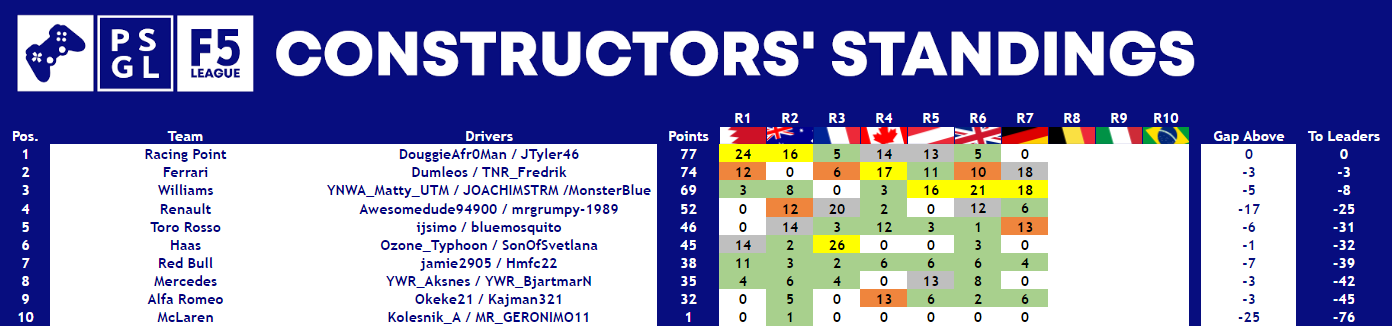 PS GL F5 LEAGUE CONSTRUCTORS' STANDINGS
R1 R2 R3 R4 R5 R6 R7 R8 R9 R10
Pos. Team Drivers Points Gap Above To Leaders
1 Racing Point DouggieAfr0Man / JTyler46 77 24 16 5 14 13 5 0 0 0
2 Ferrari Dumleos / TNR_Fredrik 74 12 0 6 17 11 10 18 -3 -3
3 Williams YNWA_Matty_UTM / JOACHIMSTRM /MonsterBlue 69 3 8 0 3 16 21 18 -5 -8
4 Renault Awesomedude94900 / mrgrumpy-1989 52 0 12 20 2 0 12 6 -17 -25
5 Toro Rosso ijsimo / bluemosquito 46 0 14 3 12 3 1 13 -6 -31
6 Haas Ozone_Typhoon / SonOfSvetlana 45 14 2 26 0 0 3 0 -1 -32
7 Red Bull jamie2905 / Hmfc22 38 11 3 2 6 6 6 4 -7 -39
8 Mercedes YWR_Aksnes / YWR_BjartmarN 35 4 6 4 0 13 8 0 -3 -42
9 Alfa Romeo Okeke21 / Kajman321 32 0 5 0 13 6 2 6 -3 -45
10 McLaren Kolesnik_A / MR_GERONIMO11 1 0 1 0 0 0 0 0 -25 -76